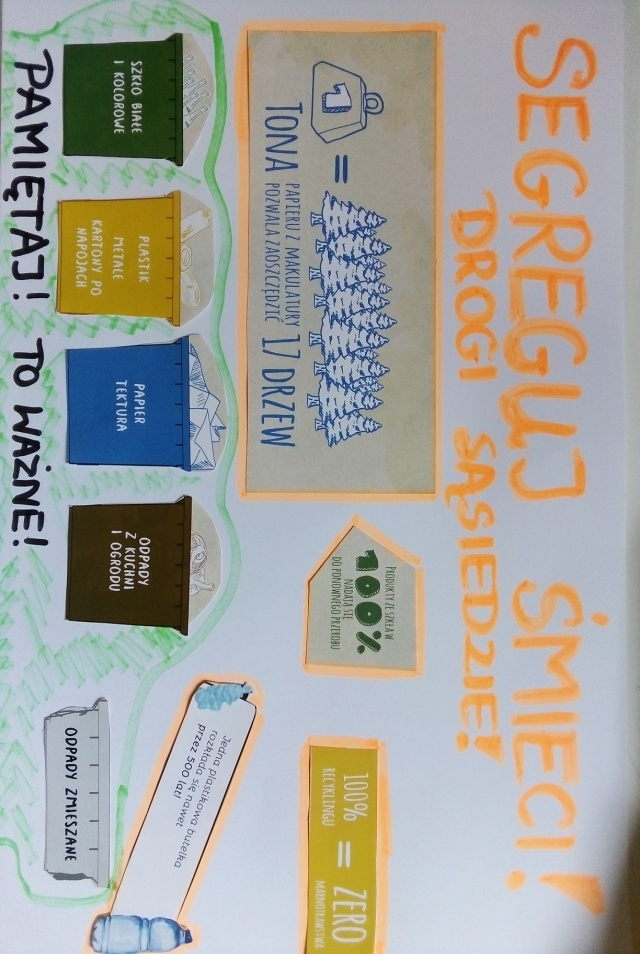 SEGREGUJ ŚMIECI!
DROGI SĄSIEDZIE!
1 =
TONA PAPIERU Z MAKULATURY
POZWALA ZAOSZCZĘDZIĆ 17 DRZEW
PRODUKTY ZE SZKŁA W
100%
NADAJĄ SIĘ
DO PONOWNEGO PRZEROBU
100%
RECYKLINGU
=
ZERO
MARNOTRAWSTWA
Jedna plastikowa butelka
rozkłada się nawet
przez 500 lat!
SZKŁO BIAŁE
I KOLOROWE
PLASTIK
METALE
KARTONY PO
NAPOJACH
PAPIER
TEKTURA
ODPADY
Z KUCHNI
I OGRODU
ODPADY ZMIESZANE
PAMIĘTAJ! TO WAŻNE!